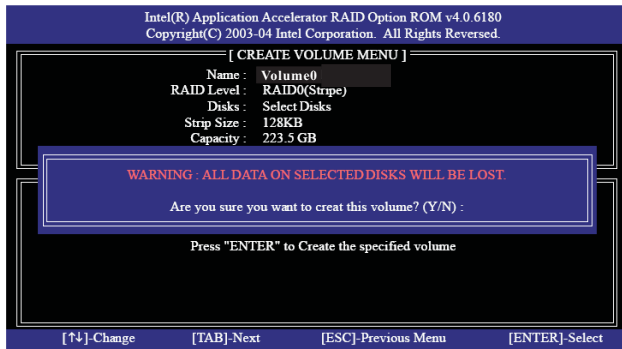 Intel(R) Application Accelerator RAID Option ROM v4.0.6180
Copyright(C) 2003-04 Intel Corporation. All Rights Reversed.
[ CREATE VOLUME MENU ]
Name : Volume0
RAID Level : RAID0(Stripe)
Disks : Select Disks
Strip Size : 128KB
Capacity : 223.5 GB
WARNING : ALL DATA ON SELECTED DISKS WILL BE LOST.
Are you sure you want to creat this volume? (Y/N) :
Press "ENTER" to Create the specified volume
[↑↓]-Change [TAB]-Next [ESC]-Previous Menu [ENTER]-Select